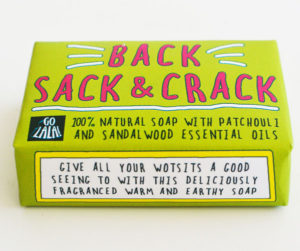 BACK
SACK & CRACK
GO
LALA!
100% NATURAL SOAP WITH PATCHOULI
AND SANDALWOOD ESSENTIAL OILS
GIVE ALL YOUR WOTSITS A GOOD
SEEING TO WITH THIS DELICIOUSLY
FRAGRANCED WARM AND EARTHY SOAP